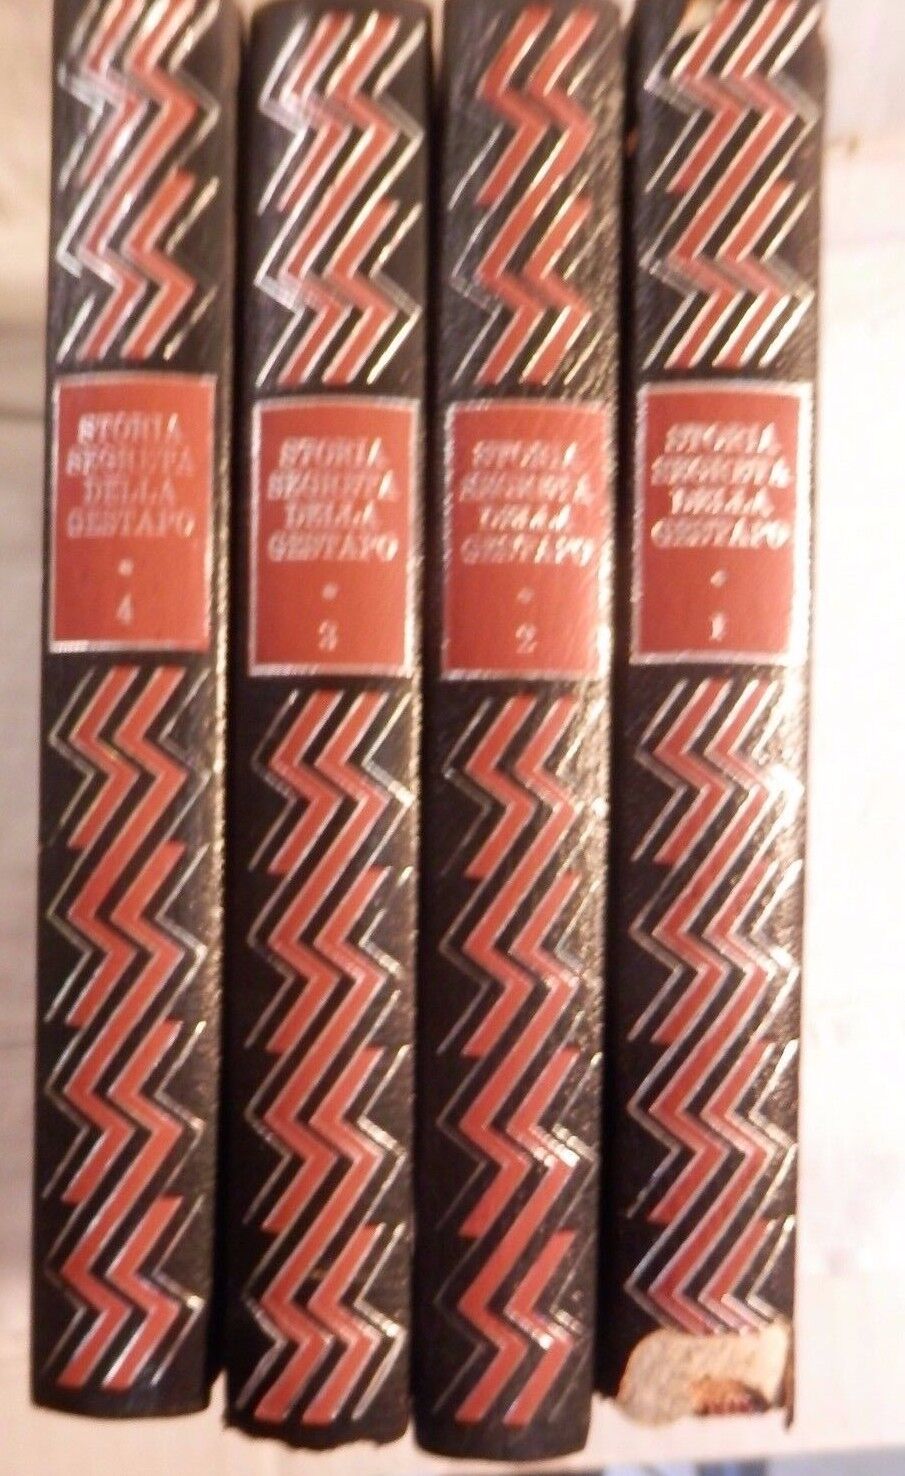 STORIA
SEGRETA
DELLA
GESTAPO
4
STORIA
SEGRETA
DELLA
GESTAPO
3
STORIA
SEGRETA
DELLA
GESTAPO
2
STORIA
SEGRETA
DELLA
GESTAPO
1